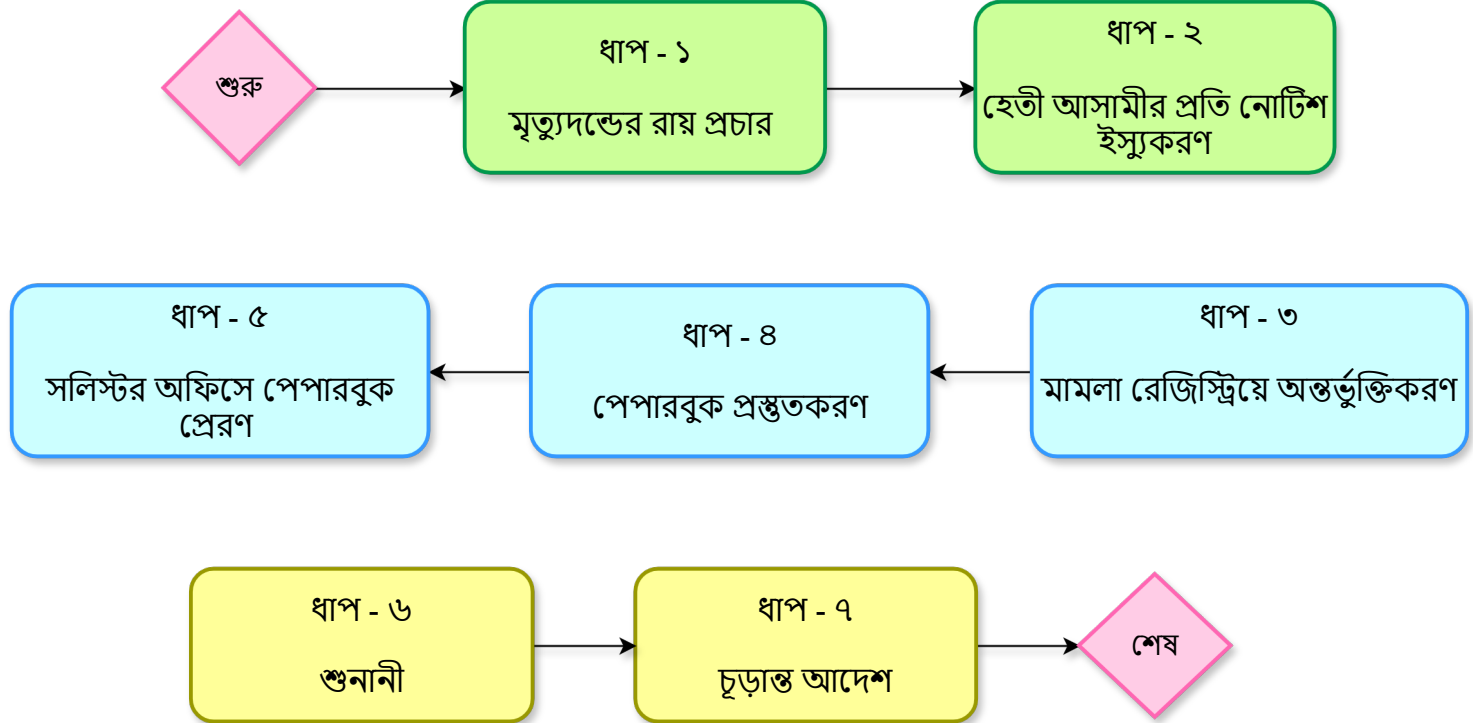 শুরু
ধাপ - ১
মৃত্যুদন্ডের রায় প্রচার
ধাপ - ২
হেতী আসামীর প্রতি নোটিশ
ইস্যুকরণ
ধাপ - ৩
মামলা রেজিস্ট্রিয়ে অন্তর্ভুক্তিকরণ
ধাপ - ৪
পেপারবুক প্রস্তুতকরণ
ধাপ - ৫
সলিস্টর অফিসে পেপারবুক
প্রেরণ
ধাপ - ৬
শুনানী
ধাপ - ৭
চূড়ান্ত আদেশ
শেষ